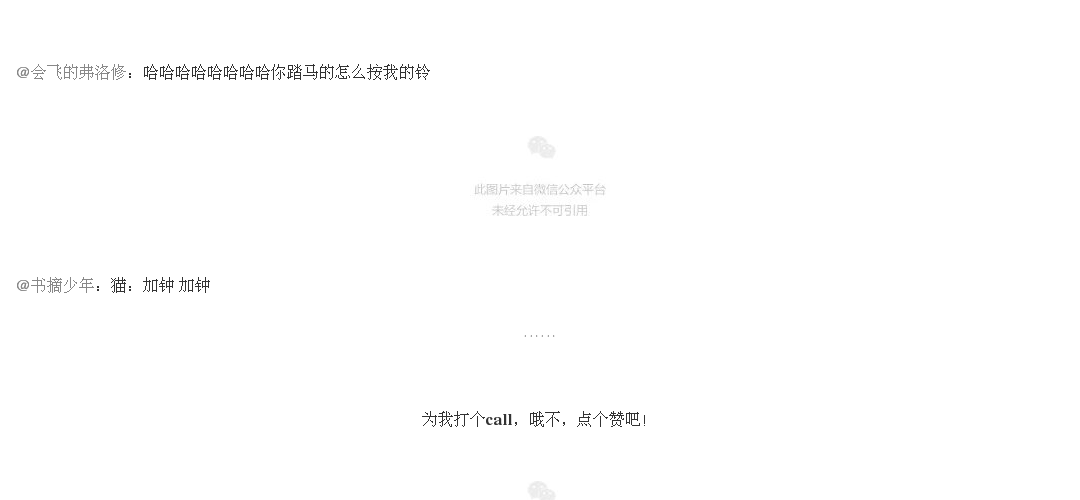 @会飞的弗洛修：哈哈哈哈哈哈哈哈你踏马的怎么按我的铃
此图片来自微信公众平台
未经允许不可引用
@书摘少年：猫：加钟 加钟
......
为我打个call，哦不，点个赞吧！